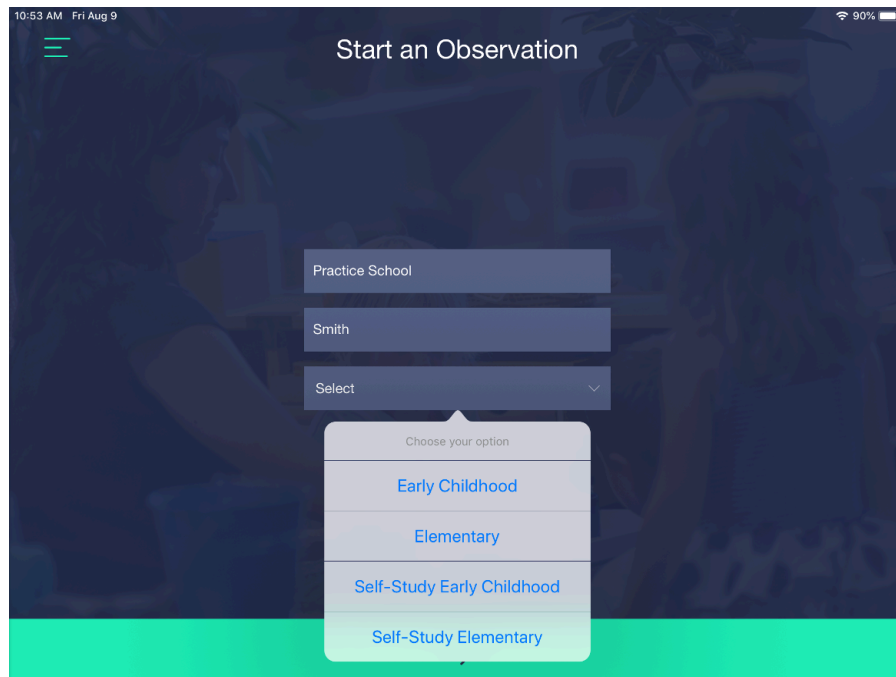 10:53 AM Fri Aug 9 90%
Start an Observation
Practice School
Smith
Select
Choose your option
Early Childhood
Elementary
Self-Study Early Childhood
Self-Study Elementary